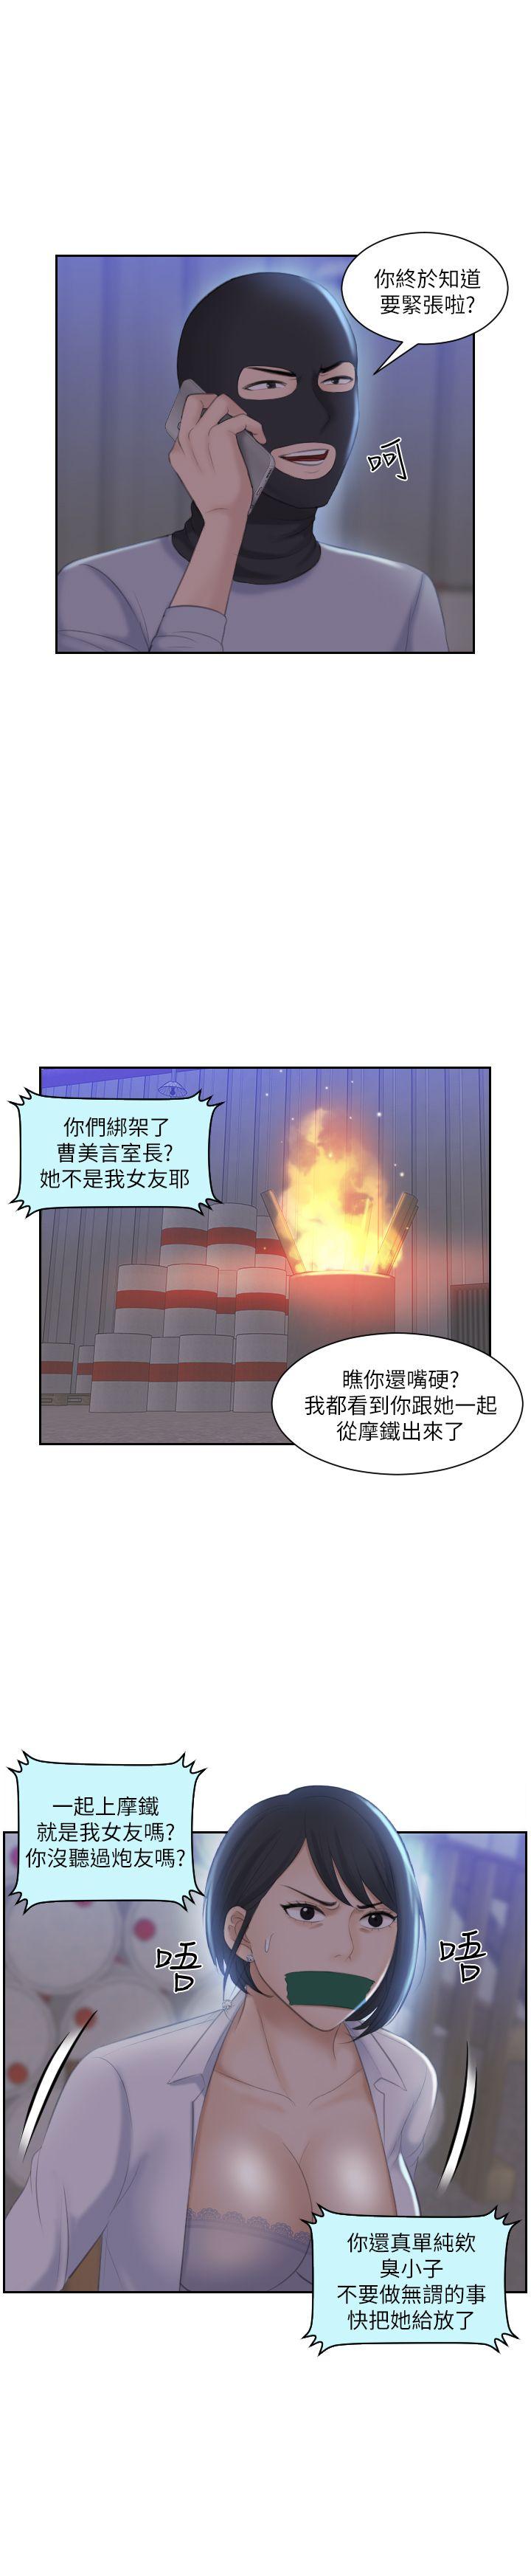 你終於知道
要緊張啦?
呵
你們綁架了
曹美言室長?
她不是我女友耶
瞧你還嘴硬?
我都看到你跟她一起
從摩鐵出來了
一起上摩鐵
就是我女友嗎?
你沒聽過炮友嗎?
唔
唔
你還真單純欸
臭小子
不要做無謂的事
快把她給放了